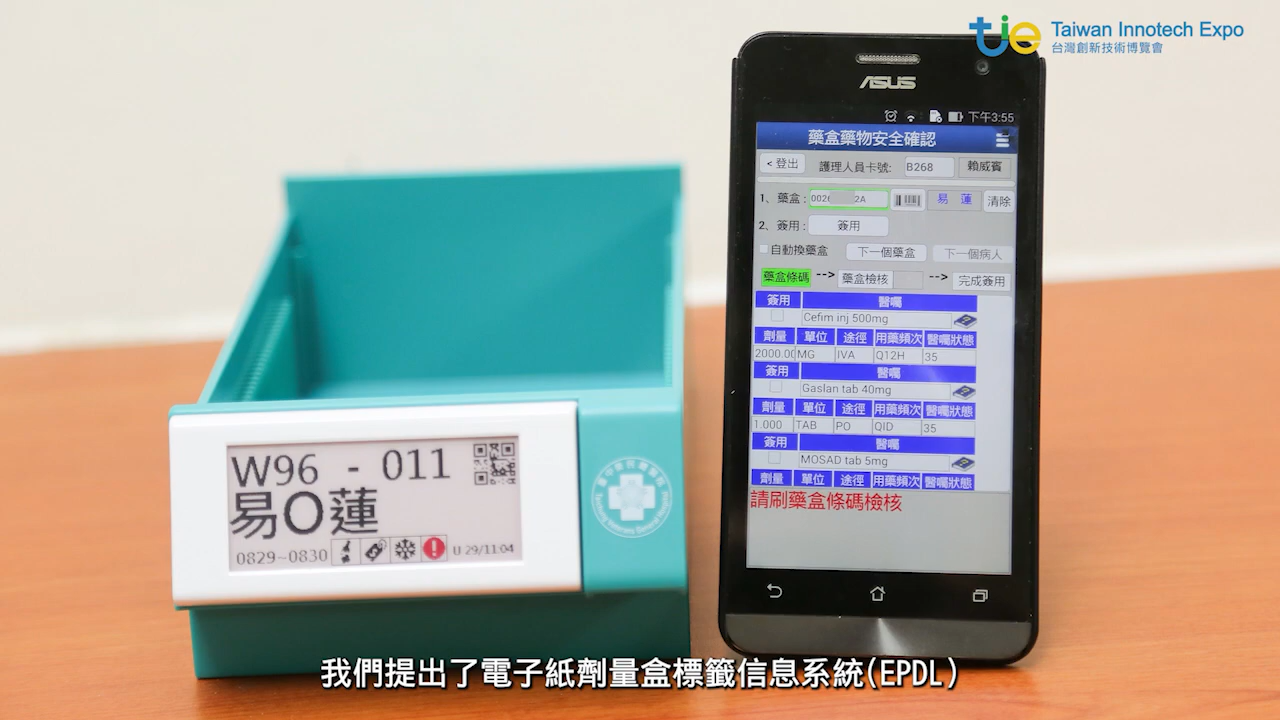 tie Taiwan Innotech Expo
台灣創新技術博覽會
ASUS
下午3:55
藥盒藥物安全確認
< 登出 護理人員卡號: B268 賴威賓
1、藥盒: 002 2A 易 蓮 清除
2、簽用: 簽用
自動換藥盒 下一個藥盒 下一個病人
藥盒條碼 --> 藥盒檢核 --> 完成簽用
簽用 醫囑
Cefim inj 500mg
劑量 單位 途徑 用藥頻次 醫囑狀態
2000.00 MG IVA Q12H 35
簽用 醫囑
Gaslan tab 40mg
劑量 單位 途徑 用藥頻次 醫囑狀態
1.000 TAB PO QID 35
簽用 醫囑
MOSAD tab 5mg
劑量 單位 途徑 用藥頻次 醫囑狀態
請刷藥盒條碼檢核
W96 - 011
易O蓮
0829~0830 U 29/11:04
Taichung Veterans General Hospital
我們提出了電子紙劑量盒標籤信息系統(EPDL)